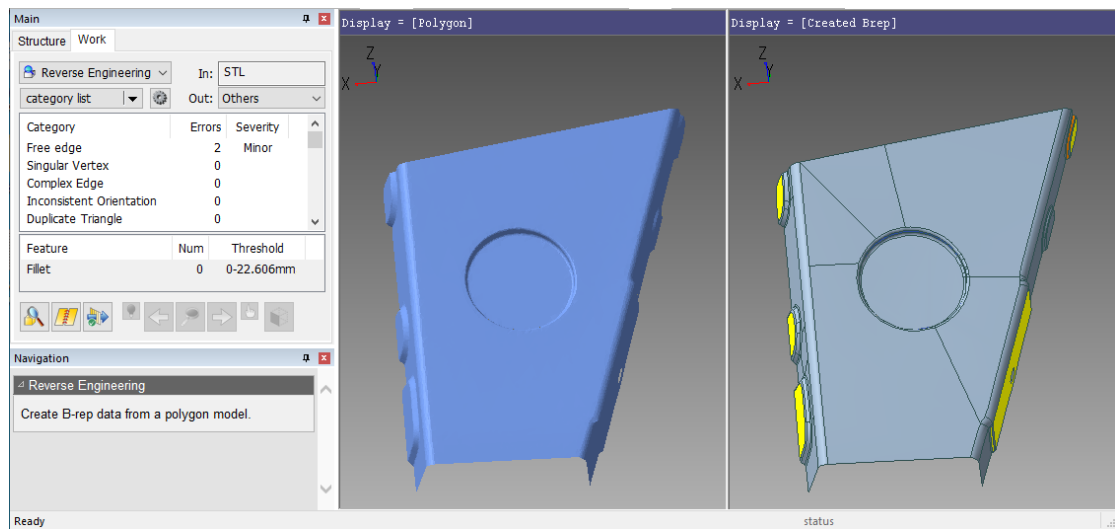 Main
Structure Work
Reverse Engineering In: STL
category list Out: Others
Category Errors Severity
Free edge 2 Minor
Singular Vertex 0
Complex Edge 0
Inconsistent Orientation 0
Duplicate Triangle 0
Feature Num Threshold
Fillet 0 0-22.606mm
Navigation
Reverse Engineering
Create B-rep data from a polygon model.
Ready
status
Display = [Polygon]
Z
Y
X
Display = [Created Brep]
Z
Y
X